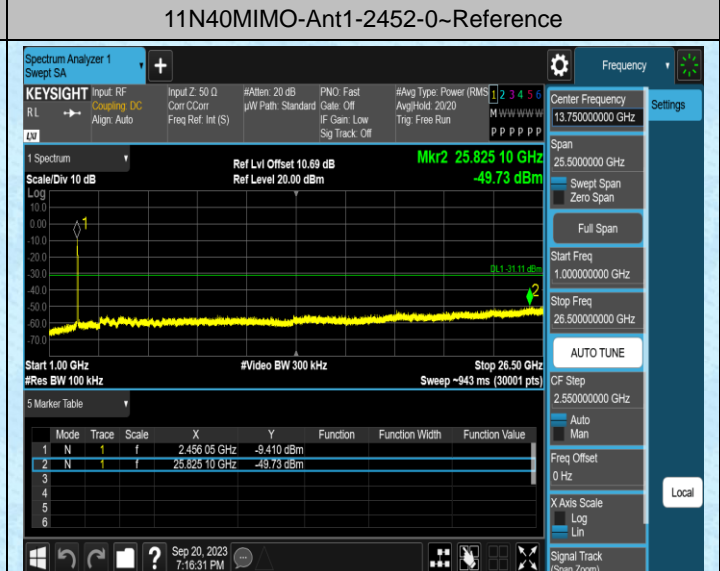 11N40MIMO-Ant1-2452-0~Reference
Spectrum Analyzer 1
Swept SA
Frequency
KEYSIGHT Input: RF Input Z: 50 Ω #Atten: 20 dB PNO: Fast #Avg Type: Power (RMS 1 2 3 4 5 6
RL Coupling: DC Corr CCorr µW Path: Standard Gate: Off Avg|Hold: 20/20 M W W W W W
Align: Auto Freq Ref: Int (S) IF Gain: Low Trig: Free Run
LXI Sig Track: Off P P P P P P
Center Frequency
13.750000000 GHz
Settings
1 Spectrum
Ref Lvl Offset 10.69 dB
Mkr2 25.825 10 GHz
Scale/Div 10 dB
Ref Level 20.00 dBm
-49.73 dBm
Span
25.5000000 GHz
Swept Span
Zero Span
Full Span
Start Freq
1.000000000 GHz
Stop Freq
26.500000000 GHz
AUTO TUNE
CF Step
2.550000000 GHz
Auto
Man
Freq Offset
0 Hz
X Axis Scale
Log
Lin
Signal Track
(Span Zoom)
Local
Log
10.0
0.00
-10.0
-20.0
-30.0
-40.0
-50.0
-60.0
-70.0
1
DL1 -31.11 dBm
2
Start 1.00 GHz #Video BW 300 kHz Stop 26.50 GHz
#Res BW 100 kHz Sweep ~943 ms (30001 pts)
5 Marker Table
Mode Trace Scale X Y Function Function Width Function Value
1 N 1 f 2.456 05 GHz -9.410 dBm
2 N 1 f 25.825 10 GHz -49.73 dBm
3
4
5
6
Sep 20, 2023
7:16:31 PM